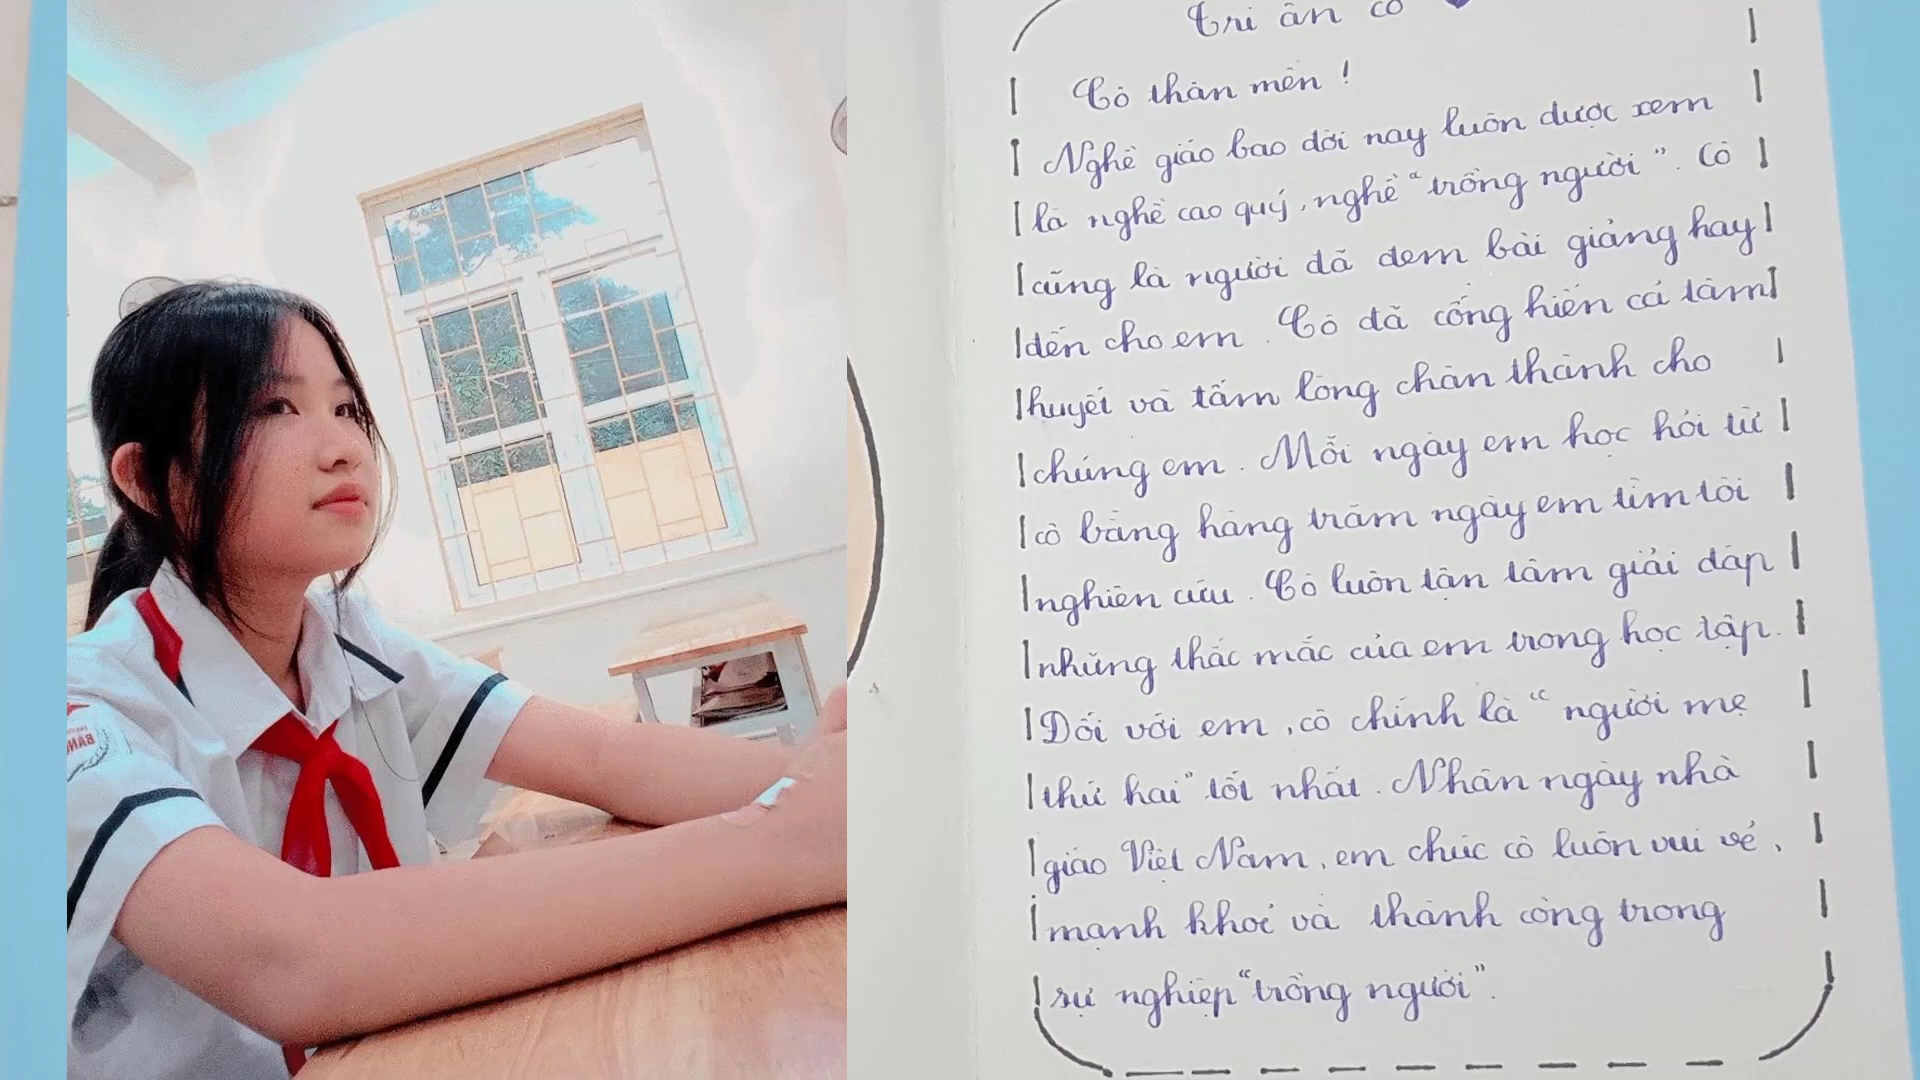 Tri ân cô
Cô thân mến !
Nghề giáo bao đời nay luôn được xem
là nghề cao quý, nghề “trồng người”. Cô
cũng là người đã đem bài giảng hay
đến cho em. Cô đã cống hiến cả tâm
huyết và tấm lòng chân thành cho
chúng em. Mỗi ngày em học hỏi từ
cô bằng hàng trăm ngày em tìm tòi
nghiên cứu. Cô luôn tận tâm giải đáp
những thắc mắc của em trong học tập.
Đối với em, cô chính là “người mẹ
thứ hai” tốt nhất. Nhân ngày nhà
giáo Việt Nam, em chúc cô luôn vui vẻ,
mạnh khoẻ và thành công trong
sự nghiệp “trồng người”.